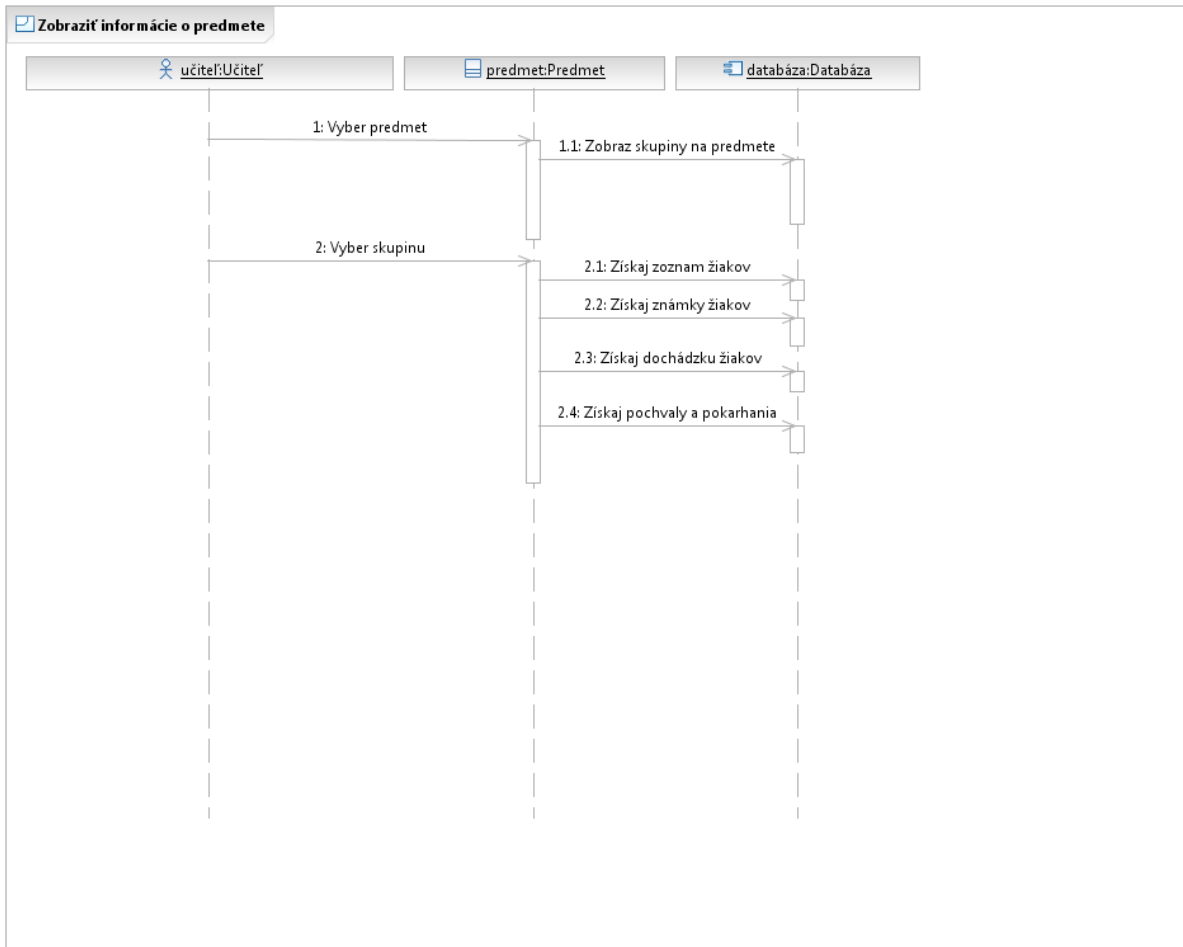 Zobraziť informácie o predmete
učiteľ:Učiteľ
predmet:Predmet
databáza:Databáza
1: Vyber predmet
1.1: Zobraz skupiny na predmete
2: Vyber skupinu
2.1: Získaj zoznam žiakov
2.2: Získaj známky žiakov
2.3: Získaj dochádzku žiakov
2.4: Získaj pochvaly a pokarhania